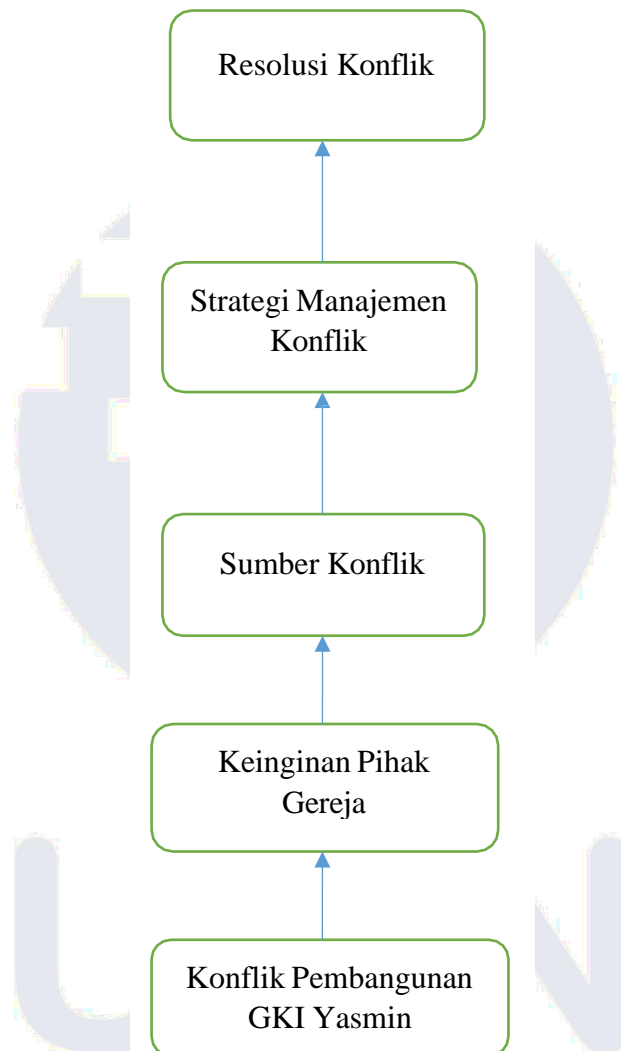 Resolusi Konflik
Strategi Manajemen
Konflik
Sumber Konflik
Keinginan Pihak
Gereja
Konflik Pembangunan
GKI Yasmin